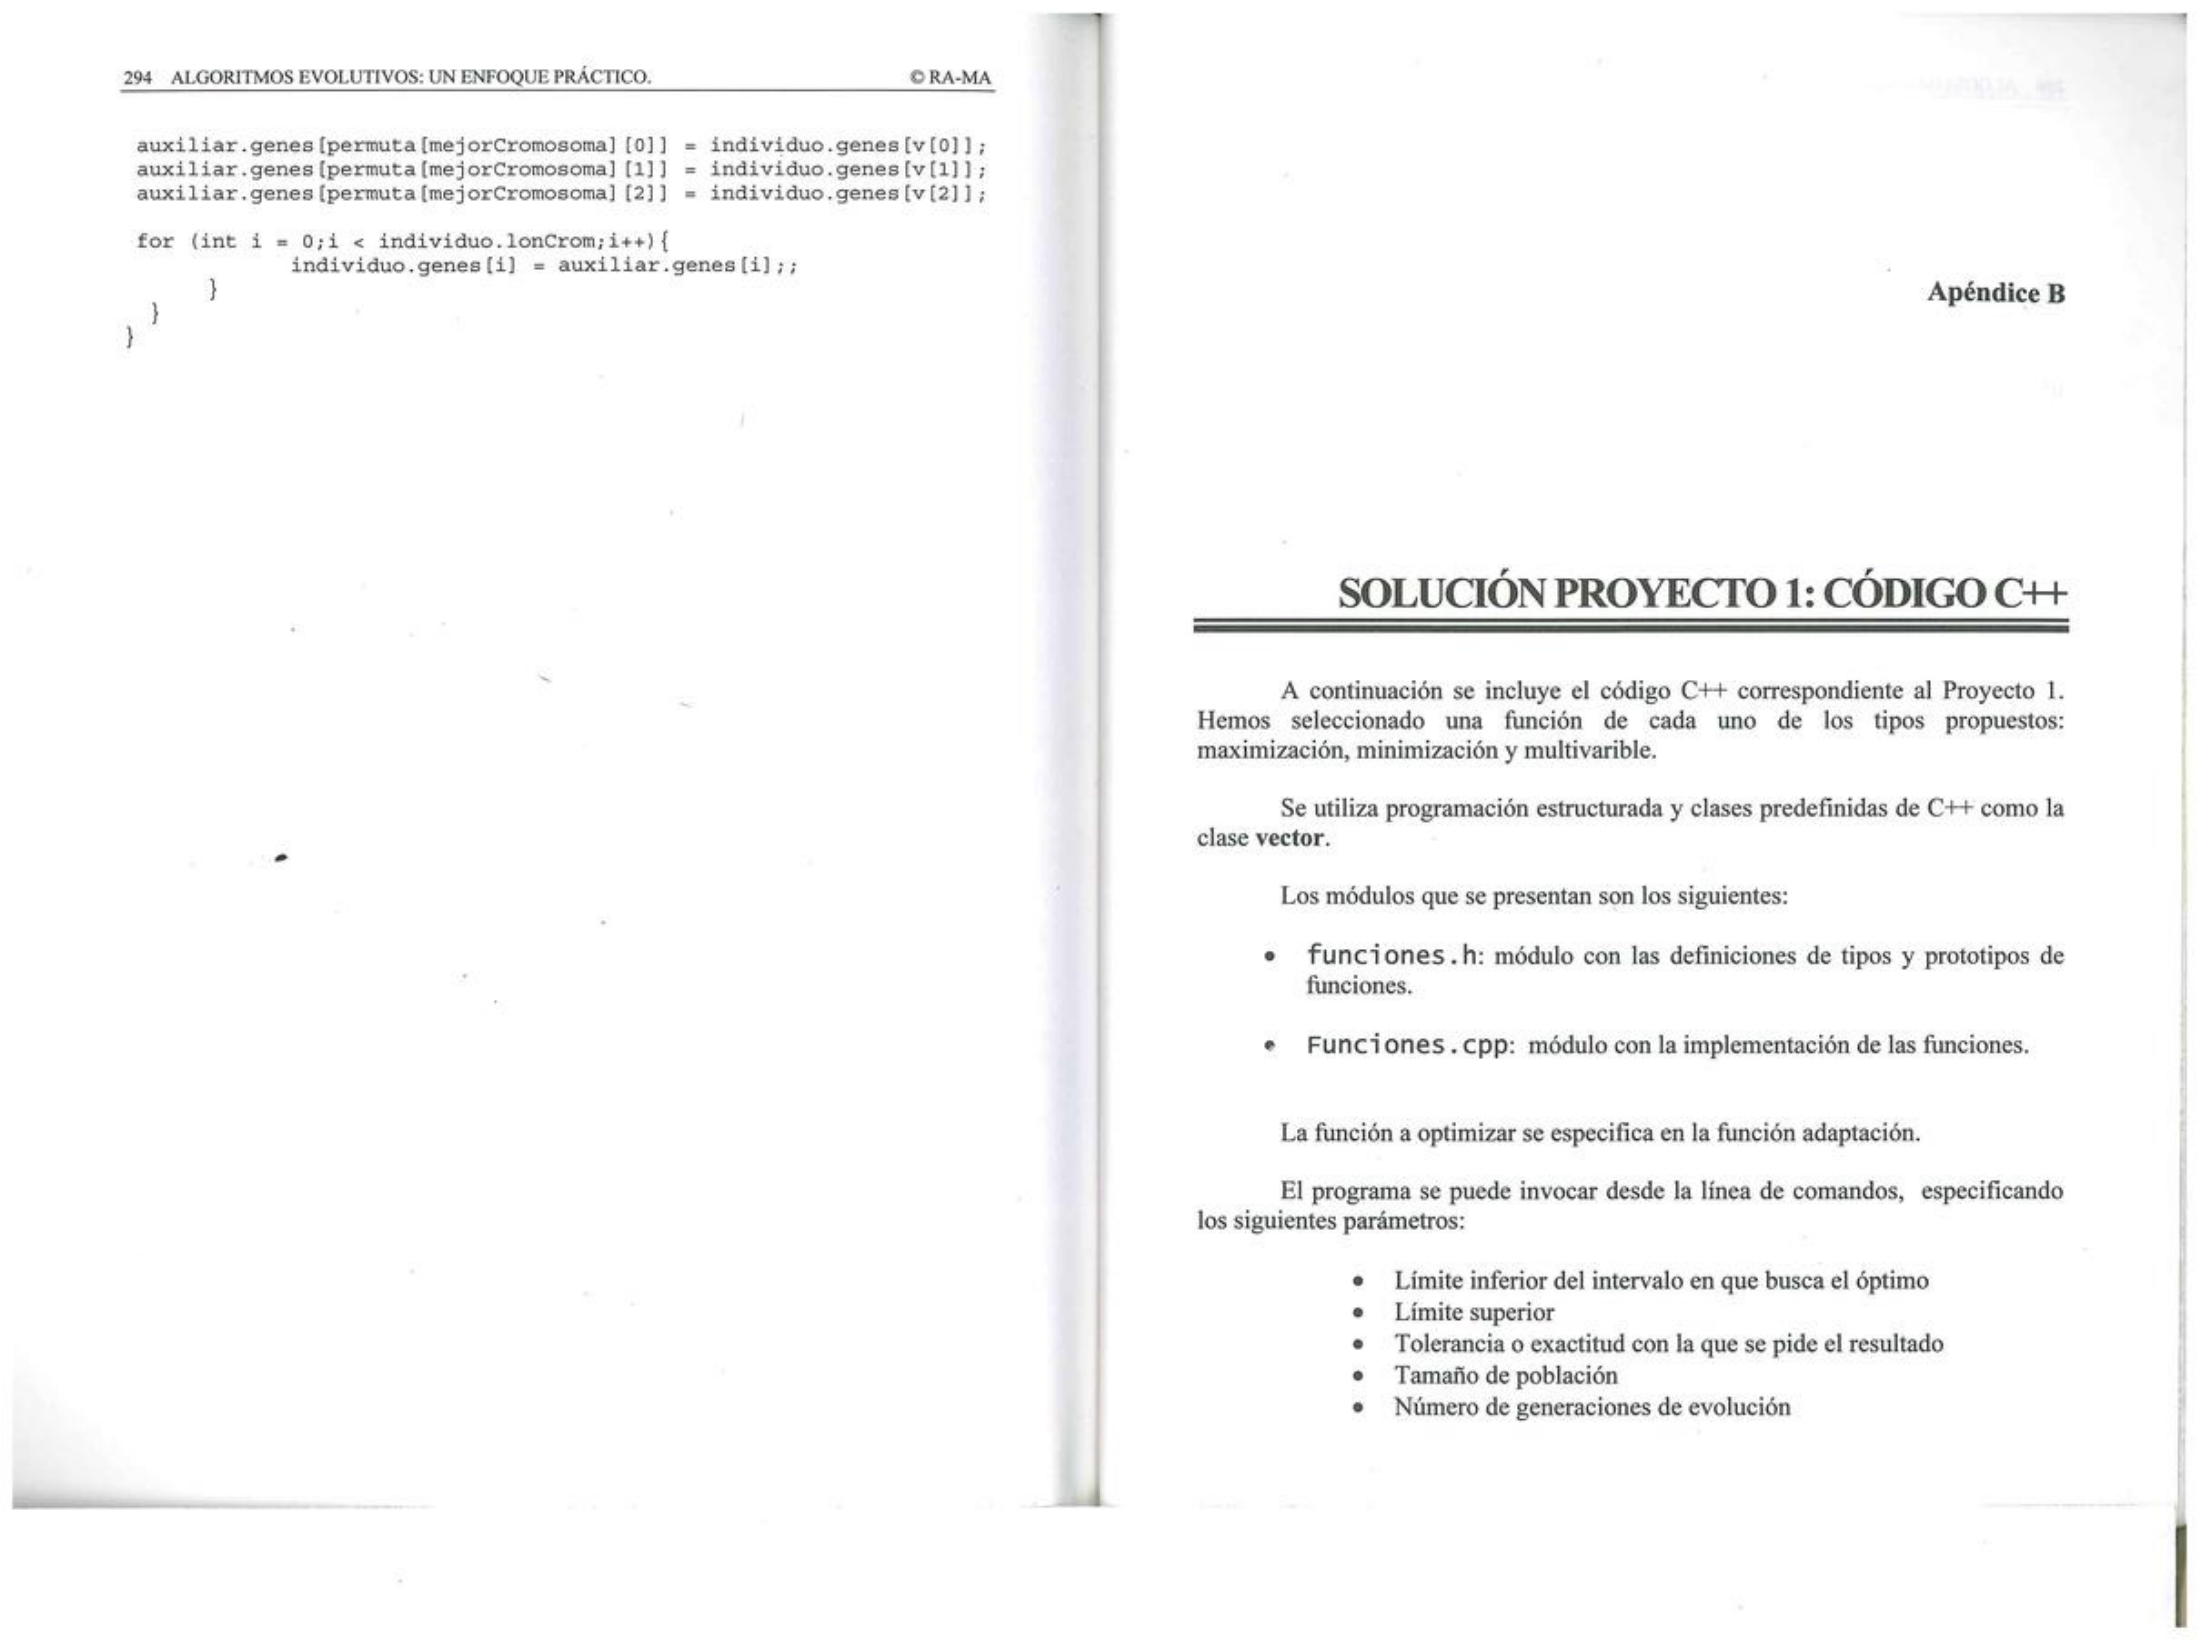 294 ALGORITMOS EVOLUTIVOS: UN ENFOQUE PRÁCTICO. © RA-MA
auxiliar.genes[permuta[mejorCromosoma][0]] = individuo.genes[v[0]];
auxiliar.genes[permuta[mejorCromosoma][1]] = individuo.genes[v[1]];
auxiliar.genes[permuta[mejorCromosoma][2]] = individuo.genes[v[2]];
for (int i = 0;i < individuo.lonCrom;i++){
individuo.genes[i] = auxiliar.genes[i];;
}
}
}
Apéndice B
SOLUCIÓN PROYECTO 1: CÓDIGO C++
A continuación se incluye el código C++ correspondiente al Proyecto 1.
Hemos seleccionado una función de cada uno de los tipos propuestos:
maximización, minimización y multivarible.
Se utiliza programación estructurada y clases predefinidas de C++ como la
clase vector.
Los módulos que se presentan son los siguientes:
• funciones.h: módulo con las definiciones de tipos y prototipos de
funciones.
• Funciones.cpp: módulo con la implementación de las funciones.
La función a optimizar se especifica en la función adaptación.
El programa se puede invocar desde la línea de comandos, especificando
los siguientes parámetros:
• Límite inferior del intervalo en que busca el óptimo
• Límite superior
• Tolerancia o exactitud con la que se pide el resultado
• Tamaño de población
• Número de generaciones de evolución